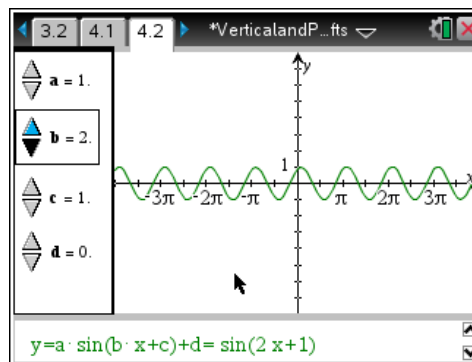 3.2 4.1 4.2 *VerticalandP…fts
a = 1.
b = 2.
c = 1.
d = 0.
y
1
x
-3π -2π -π π 2π 3π
y=a· sin(b· x+c)+d= sin(2 x+1)